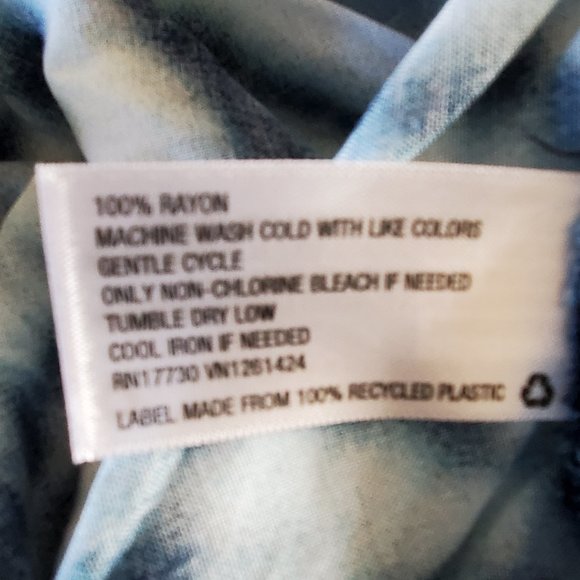 100% RAYON
MACHINE WASH COLD WITH LIKE COLORS
GENTLE CYCLE
ONLY NON-CHLORINE BLEACH IF NEEDED
TUMBLE DRY LOW
COOL IRON IF NEEDED
RN17730 VN1261424
LABEL MADE FROM 100% RECYCLED PLASTIC